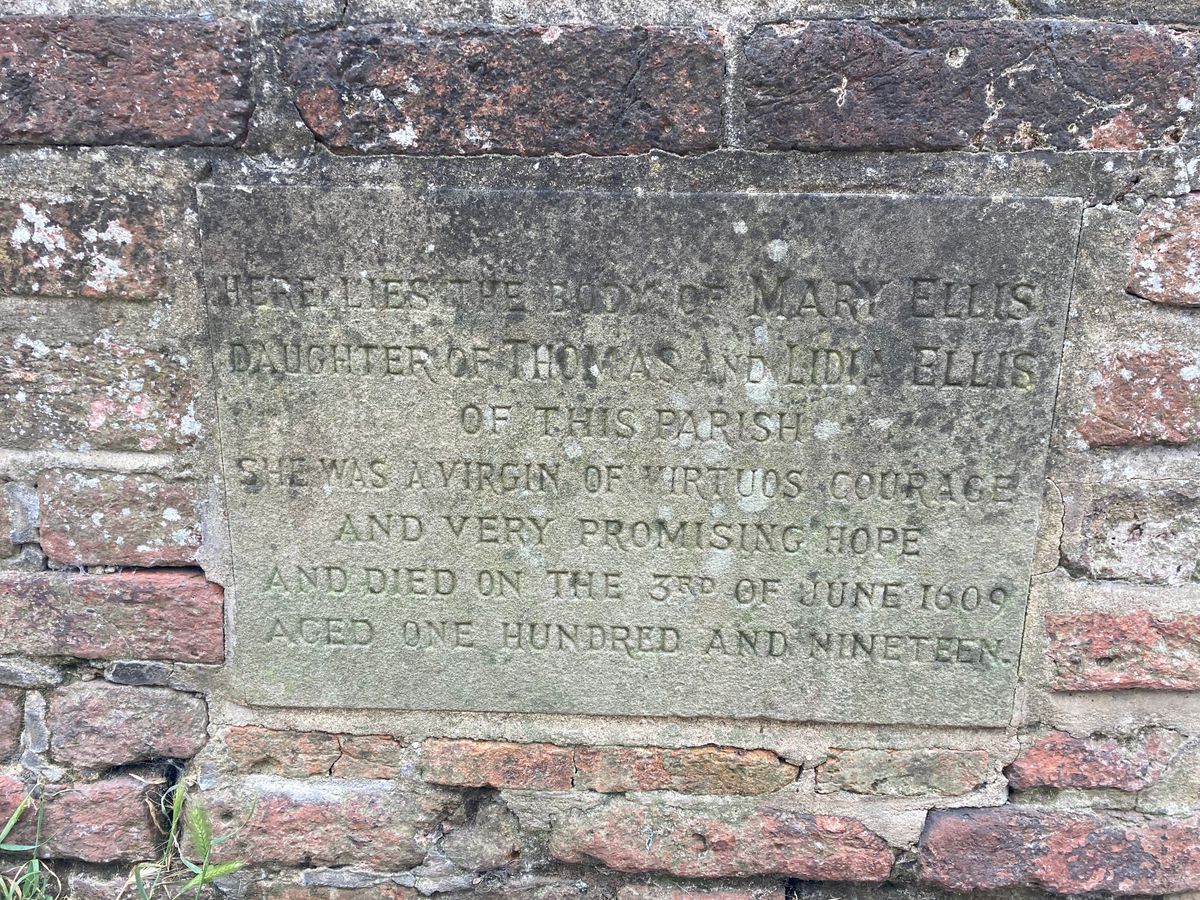 HERE LIES THE BODY OF MARY ELLIS
DAUGHTER OF THOMAS AND LIDIA ELLIS
OF THIS PARISH
SHE WAS A VIRGIN OF VIRTUOS COURAGE
AND VERY PROMISING HOPE
AND DIED ON THE 3RD OF JUNE 1609
AGED ONE HUNDRED AND NINETEEN.